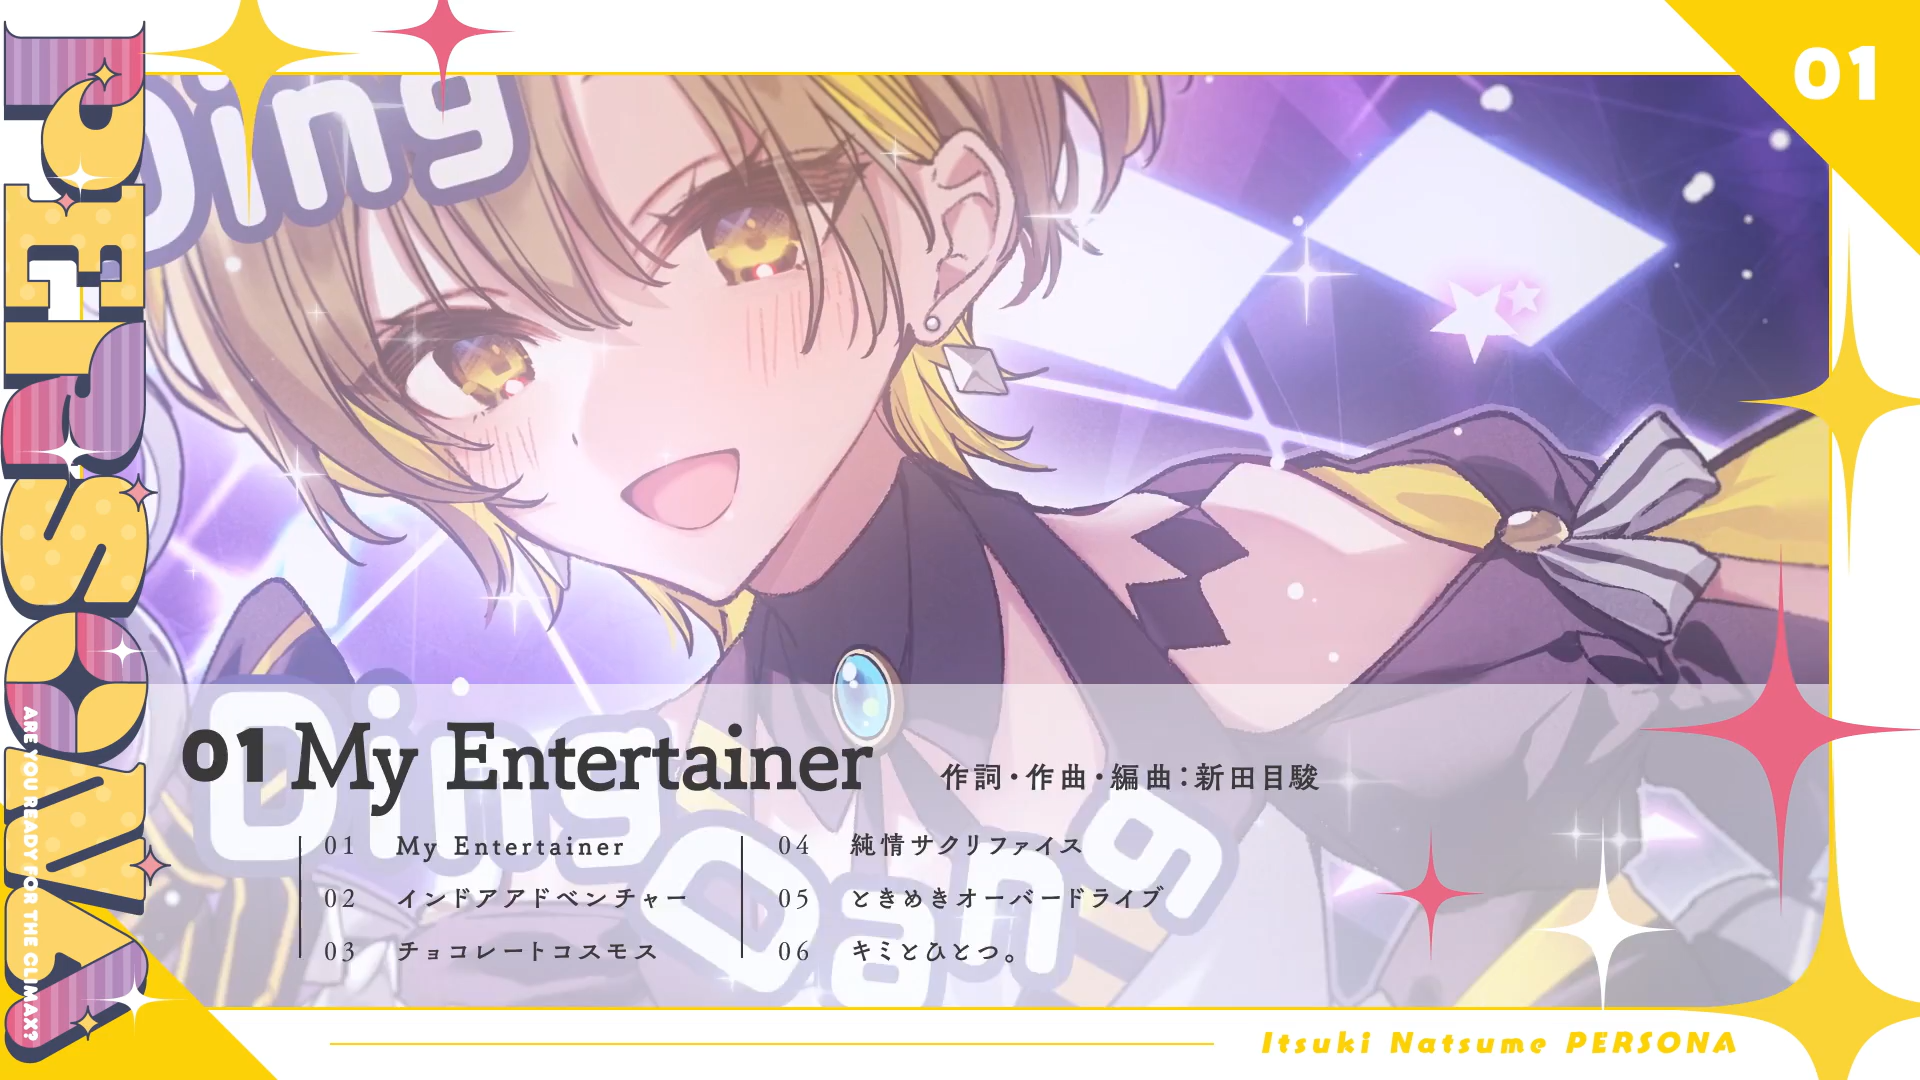 PERSONA
ARE YOU READY FOR THE CLIMAX?
01
Ding
Ding
Dang
01 My Entertainer
作詞・作曲・編曲：新田目駿
01 My Entertainer
02 インドアアドベンチャー
03 チョコレートコスモス
04 純情サクリファイス
05 ときめきオーバードライブ
06 キミとひとつ。
Itsuki Natsume PERSONA